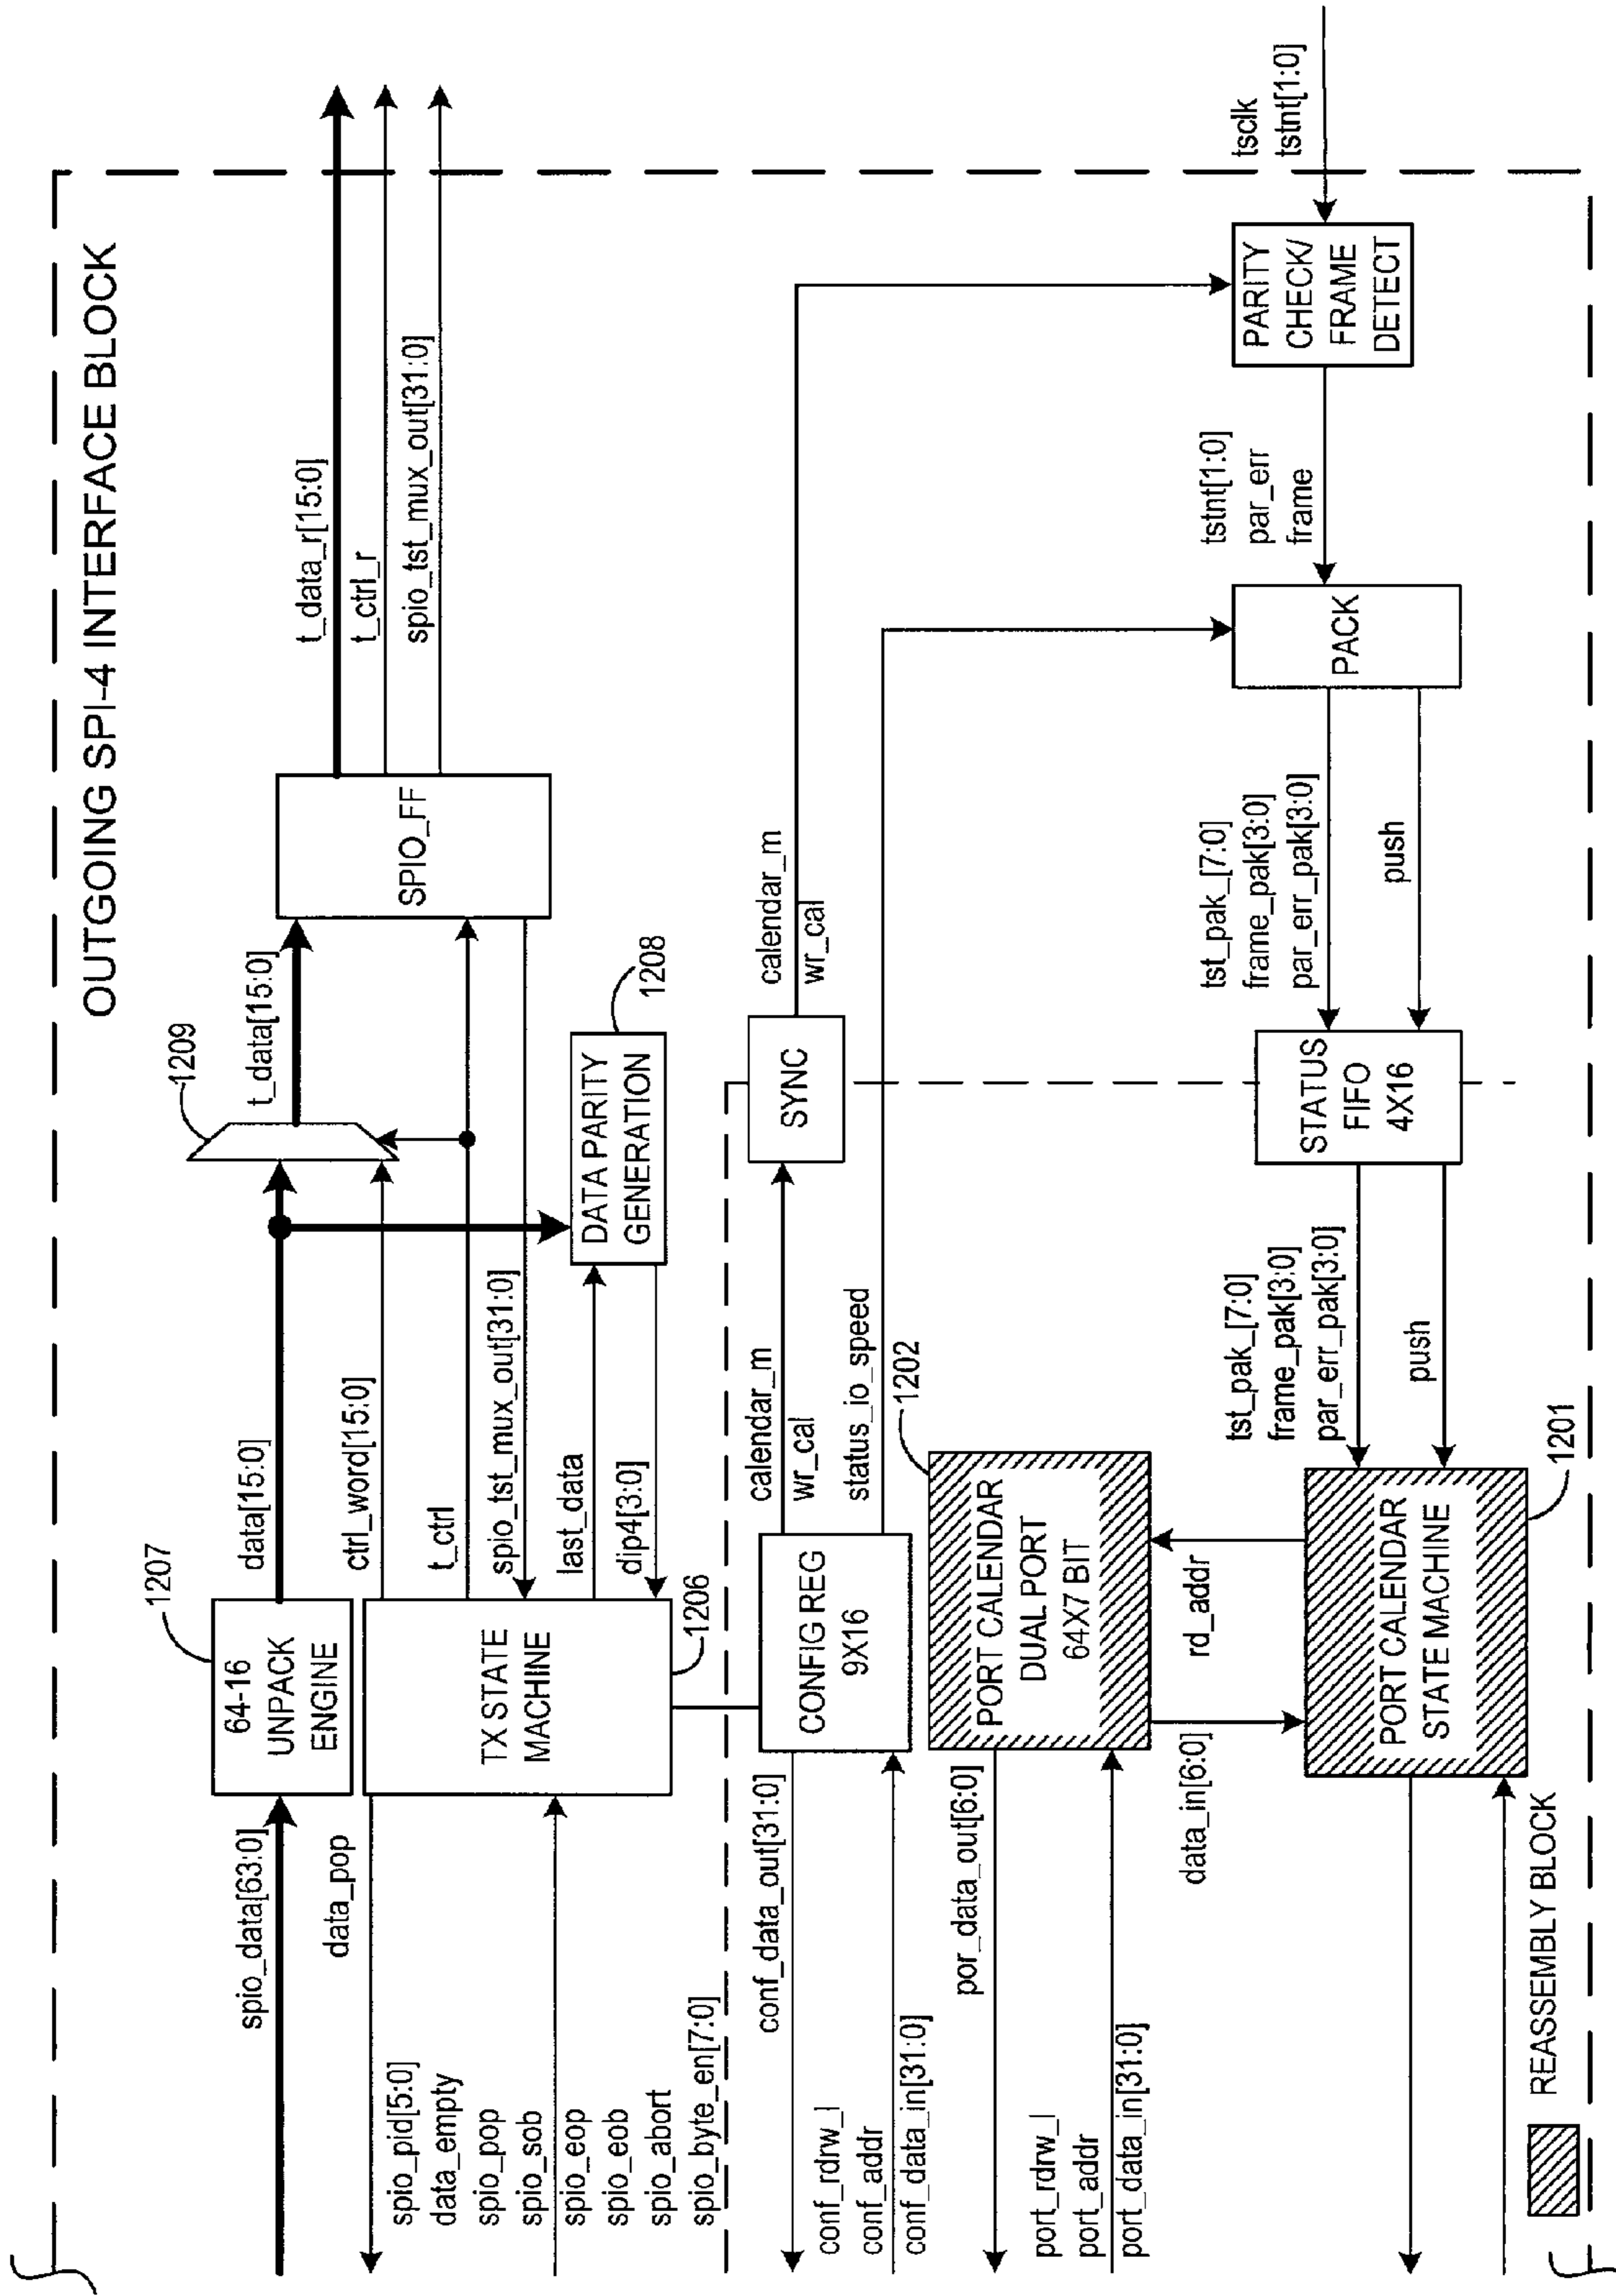 OUTGOING SPI-4 INTERFACE BLOCK
spio_data[63:0]
1207
64-16
UNPACK
ENGINE
data[15:0]
1209
t_data[15:0]
SPIO_FF
t_data_r[15:0]
t_ctrl_r
spio_tst_mux_out[31:0]
data_pop
spio_pid[5:0]
data_empty
spio_pop
spio_sob
spio_eop
spio_eob
spio_abort
spio_byte_en[7:0]
TX STATE
MACHINE
1206
ctrl_word[15:0]
t_ctrl
spio_tst_mux_out[31:0]
last_data
dip4[3:0]
DATA PARITY
GENERATION
1208
conf_data_out[31:0]
conf_rdrw_l
conf_addr
conf_data_in[31:0]
CONFIG REG
9X16
calendar_m
wr_cal
status_io_speed
SYNC
calendar_m
wr_cal
1202
por_data_out[6:0]
port_rdrw_l
port_addr
port_data_in[31:0]
PORT CALENDAR
DUAL PORT
64X7 BIT
data_in[6:0]
rd_addr
PORT CALENDAR
STATE MACHINE
1201
tst_pak_[7:0]
frame_pak[3:0]
par_err_pak[3:0]
push
STATUS
FIFO
4X16
tst_pak_[7:0]
frame_pak[3:0]
par_err_pak[3:0]
push
PACK
tstnt[1:0]
par_err
frame
PARITY
CHECK/
FRAME
DETECT
tsclk
tstnt[1:0]
REASSEMBLY BLOCK